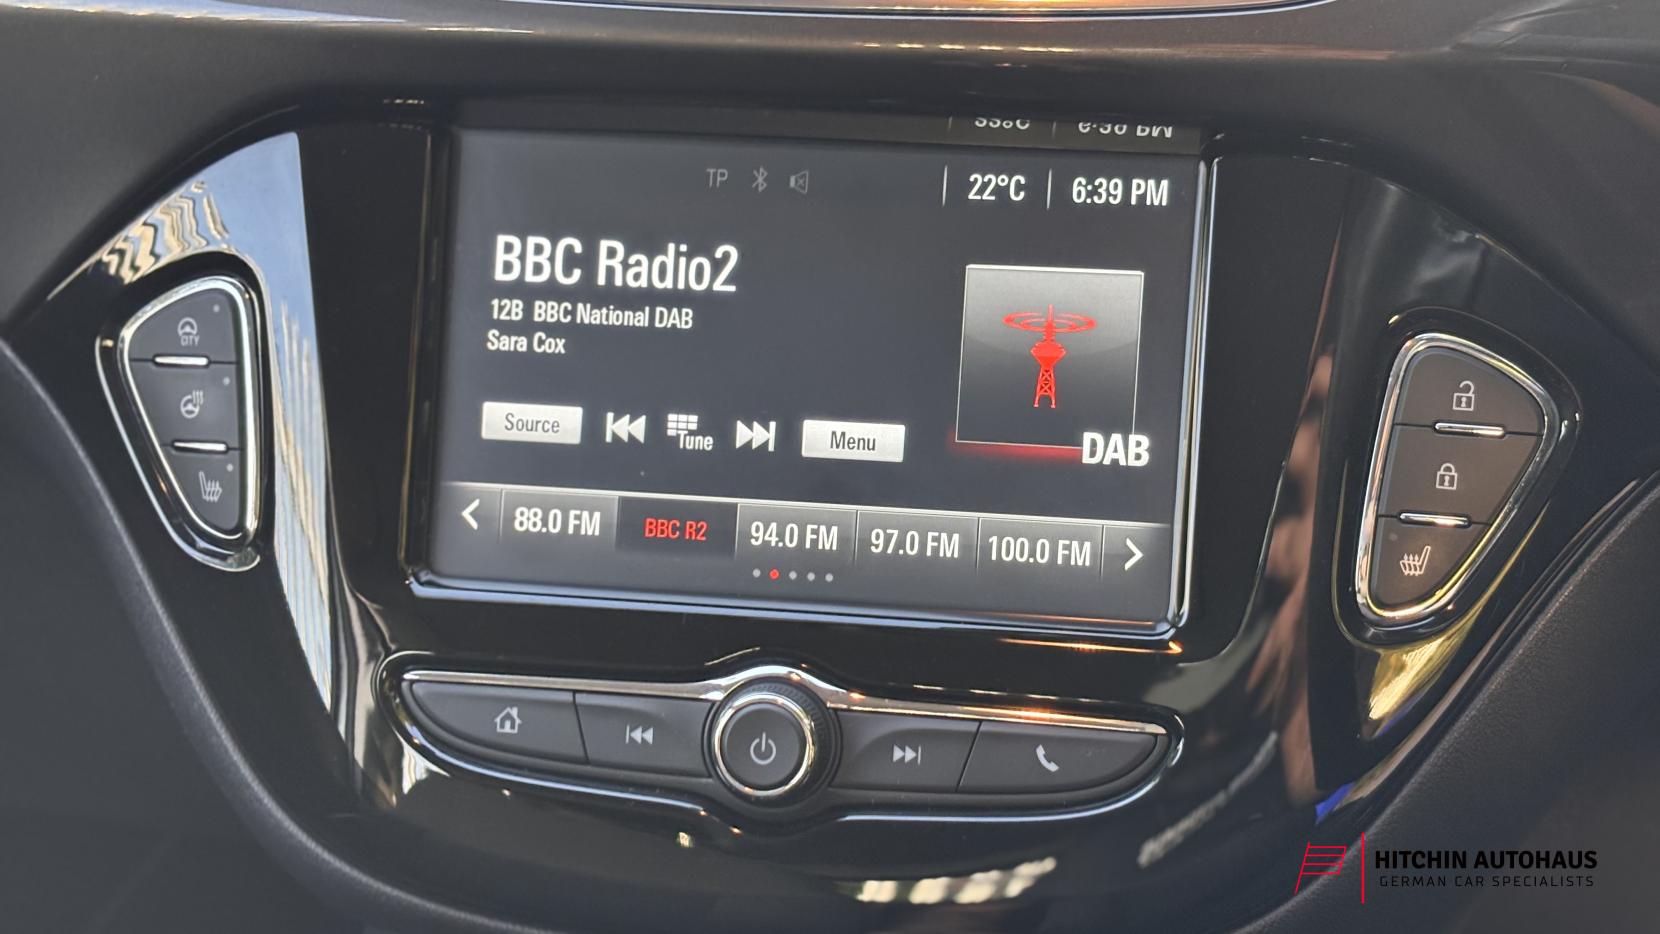 TP
22°C
6:39 PM
BBC Radio2
12B BBC National DAB
Sara Cox
Source
Tune
Menu
DAB
88.0 FM
BBC R2
94.0 FM
97.0 FM
100.0 FM
CITY
HITCHIN AUTOHAUS
GERMAN CAR SPECIALISTS